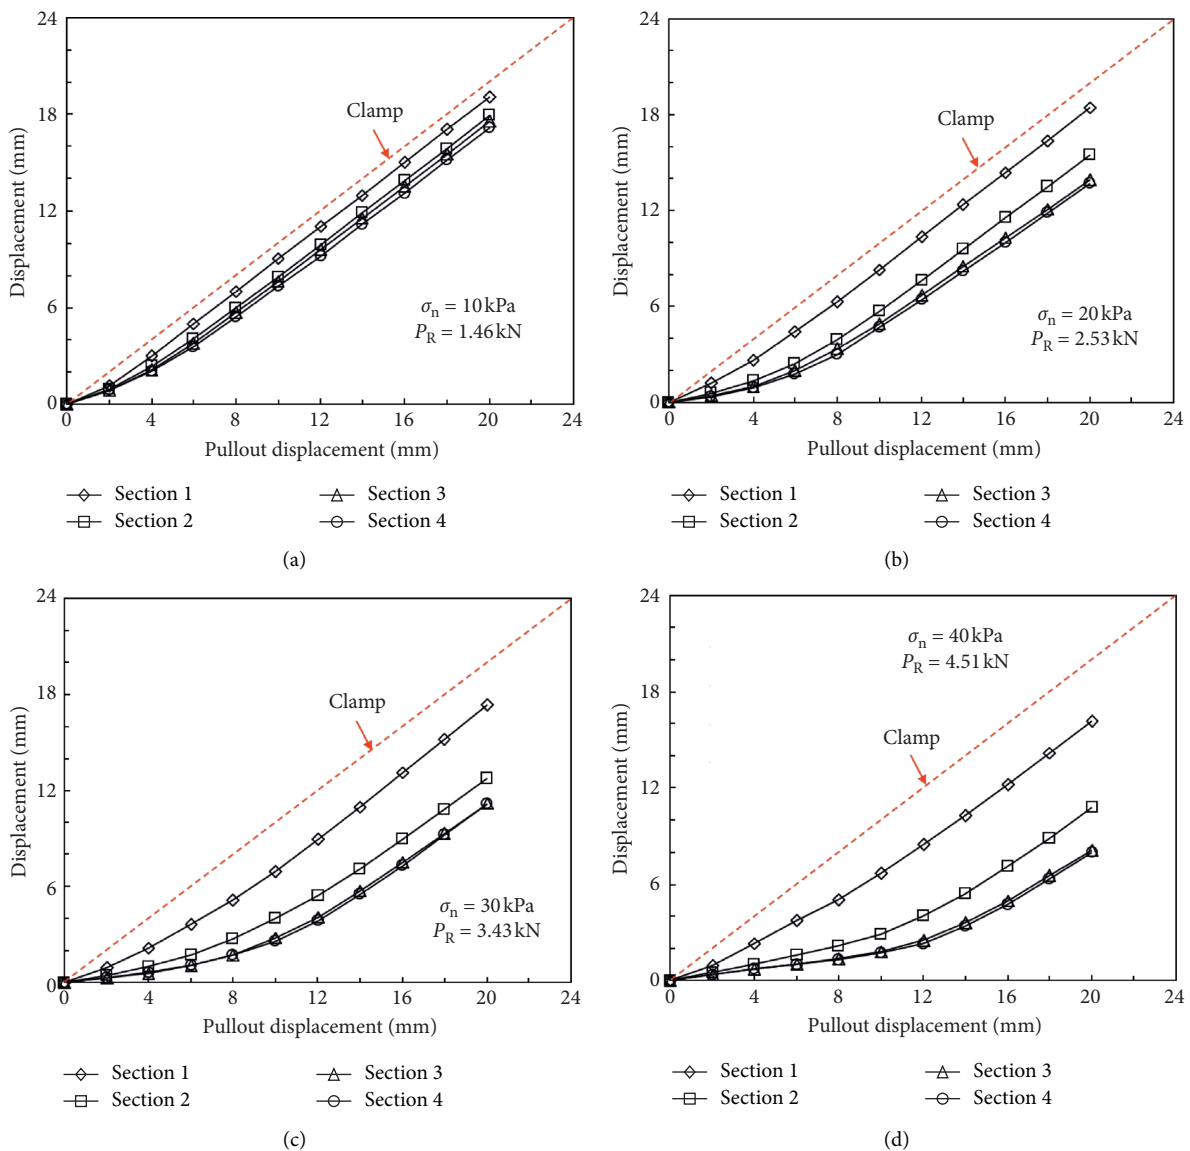 24
18
12
6
0
Displacement (mm)
Clamp
σn = 10 kPa
PR = 1.46 kN
0 4 8 12 16 20 24
Pullout displacement (mm)
Section 1
Section 2
Section 3
Section 4
(a)
24
18
12
6
0
Displacement (mm)
Clamp
σn = 20 kPa
PR = 2.53 kN
0 4 8 12 16 20 24
Pullout displacement (mm)
Section 1
Section 2
Section 3
Section 4
(b)
24
18
12
6
0
Displacement (mm)
Clamp
σn = 30 kPa
PR = 3.43 kN
0 4 8 12 16 20 24
Pullout displacement (mm)
Section 1
Section 2
Section 3
Section 4
(c)
24
18
12
6
0
Displacement (mm)
σn = 40 kPa
PR = 4.51 kN
Clamp
0 4 8 12 16 20 24
Pullout displacement (mm)
Section 1
Section 2
Section 3
Section 4
(d)